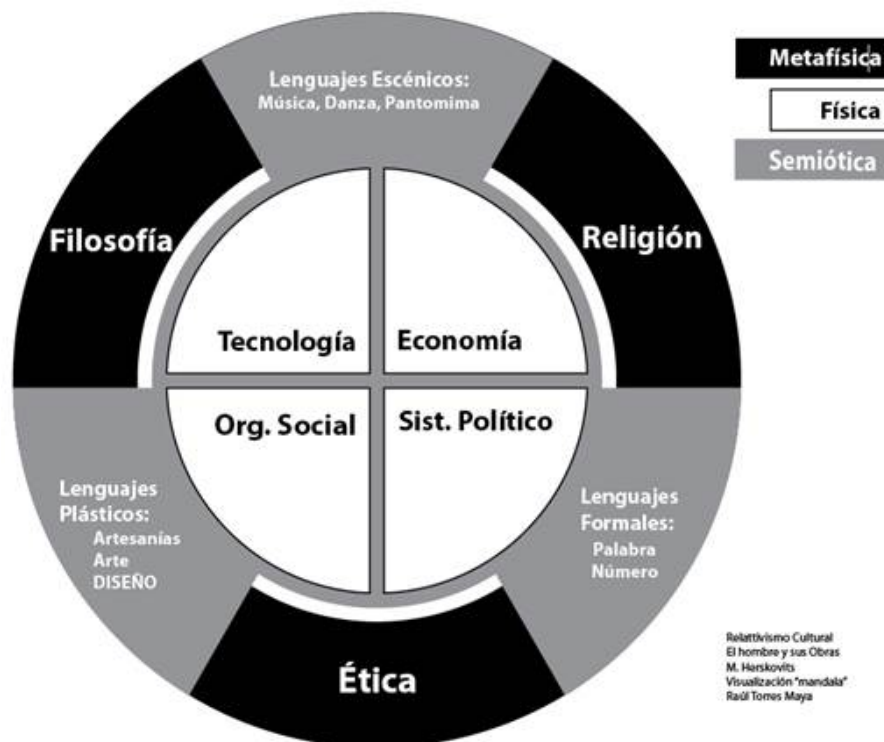 Lenguajes Escénicos:
Música, Danza, Pantomima
Metafísica
Física
Semiótica
Filosofía
Religión
Tecnología
Economía
Org. Social
Sist. Político
Lenguajes
Plásticos:
Artesanías
Arte
DISEÑO
Lenguajes
Formales:
Palabra
Número
Ética
Relattivismo Cultural
El hombre y sus Obras
M. Herskovits
Visualización "mandala"
Raúl Torres Maya